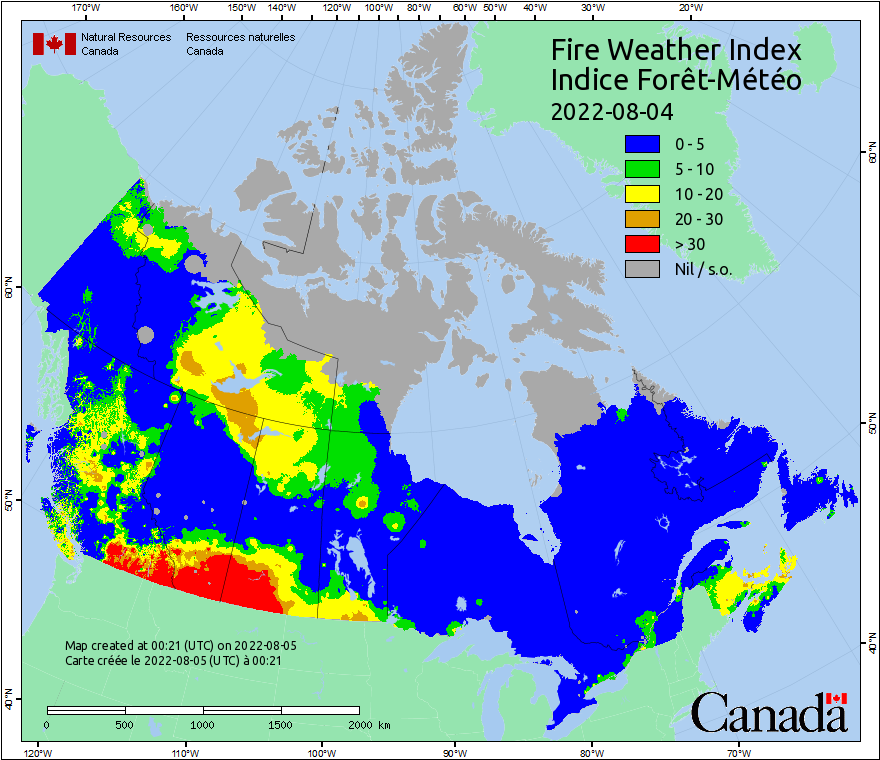 170°W 160°W 150°W 140°W 130°W 120°W 110°W 100°W 90°W 80°W 60°W 40°W 30°W 20°W
Natural Resources Ressources naturelles
Canada Canada
Fire Weather Index
Indice Forêt-Météo
2022-08-04
0 - 5
5 - 10
10 - 20
20 - 30
> 30
Nil / s.o.
60°N
60°N
50°N
50°N
40°N
40°N
Map created at 00:21 (UTC) on 2022-08-05
Carte créée le 2022-08-05 (UTC) à 00:21
0 500 1000 1500 2000 km
Canada
120°W 110°W 100°W 90°W 80°W 70°W